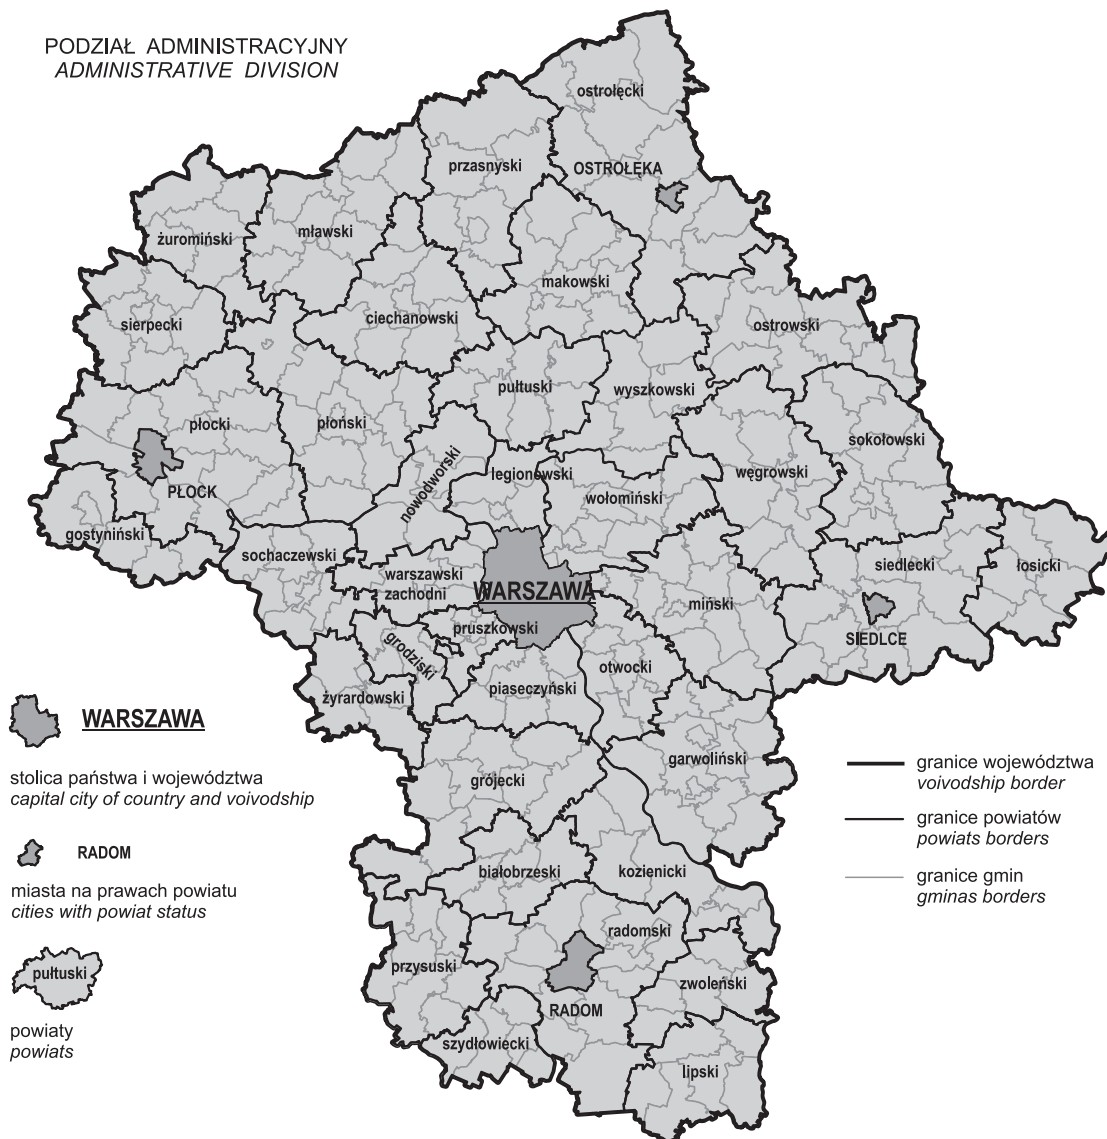 PODZIAŁ ADMINISTRACYJNY
ADMINISTRATIVE DIVISION
ostrołęcki
przasnyski
OSTROŁĘKA
żuromiński
mławski
makowski
sierpecki
ciechanowski
ostrowski
pułtuski
wyszkowski
płocki
płoński
sokołowski
nowodworski
legionowski
węgrowski
PŁOCK
wołomiński
gostyniński
sochaczewski
siedlecki
łosicki
warszawski
zachodni
WARSZAWA
miński
pruszkowski
SIEDLCE
grodziski
otwocki
żyrardowski
piaseczyński
garwoliński
grójecki
białobrzeski
kozienicki
radomski
przysuski
zwoleński
RADOM
szydłowiecki
lipski
WARSZAWA
stolica państwa i województwa
capital city of country and voivodship
RADOM
miasta na prawach powiatu
cities with powiat status
pułtuski
powiaty
powiats
granice województwa
voivodship border
granice powiatów
powiats borders
granice gmin
gminas borders